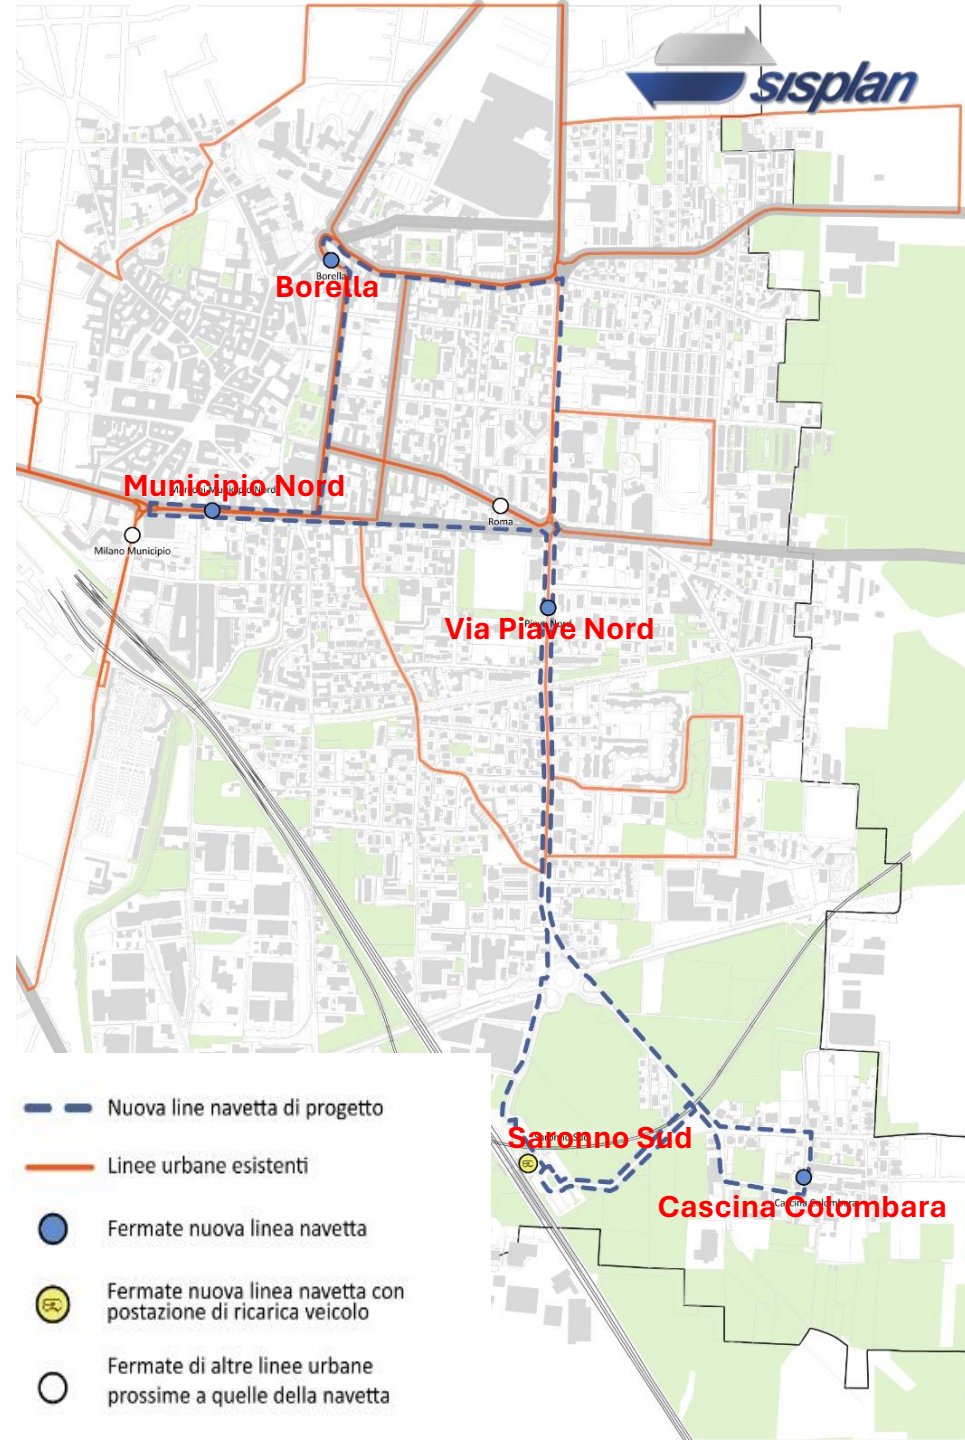 sisplan
Borella
Borella
Municipio Nord
Roma
Milano Municipio
Via Piave Nord
Saronno Sud
Cascina Colombara
Nuova line navetta di progetto
Linee urbane esistenti
Fermate nuova linea navetta
Fermate nuova linea navetta con
postazione di ricarica veicolo
Fermate di altre linee urbane
prossime a quelle della navetta